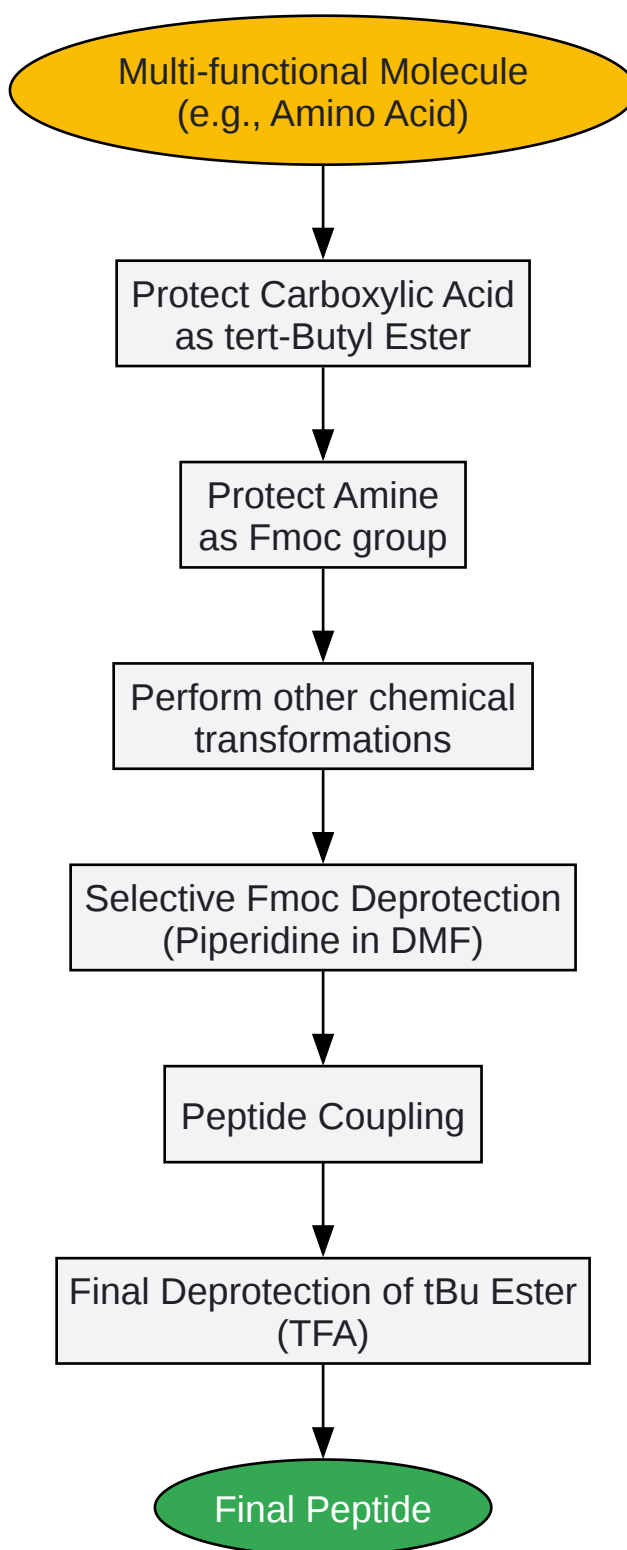 Multi-functional Molecule
(e.g., Amino Acid)
Protect Carboxylic Acid
as tert-Butyl Ester
Protect Amine
as Fmoc group
Perform other chemical
transformations
Selective Fmoc Deprotection
(Piperidine in DMF)
Peptide Coupling
Final Deprotection of tBu Ester
(TFA)
Final Peptide